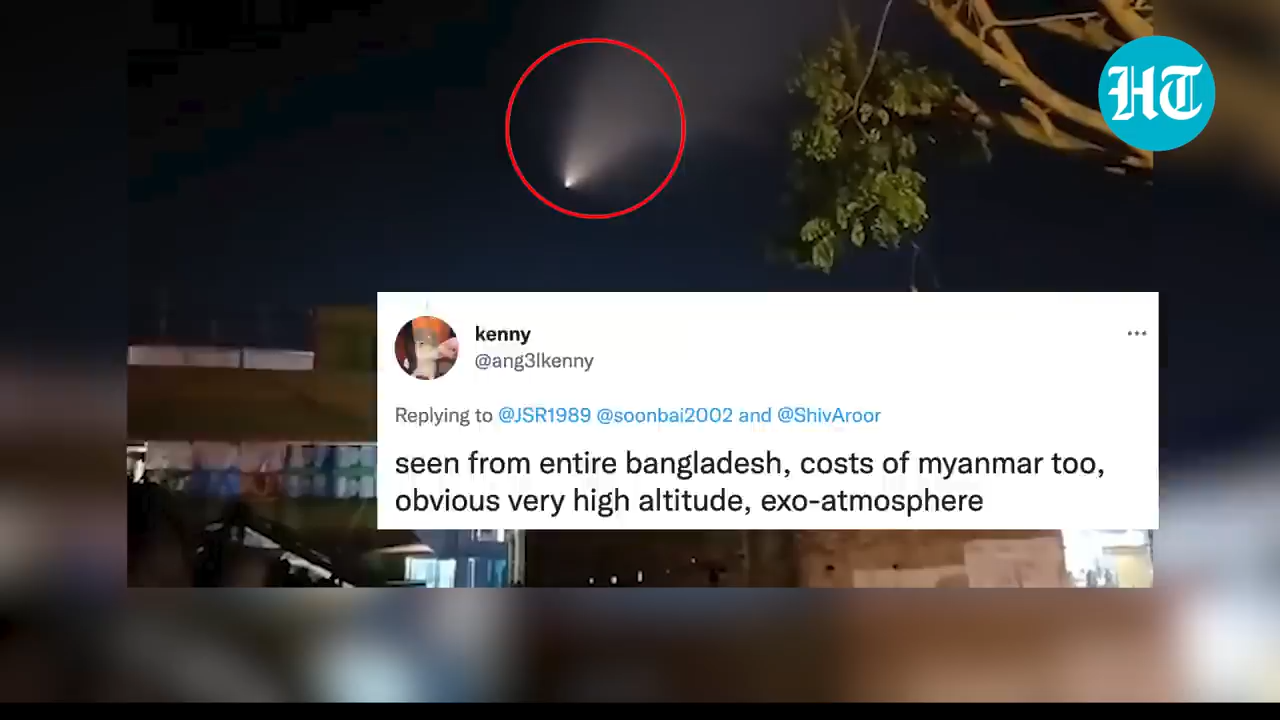 HT
kenny
@ang3lkenny
Replying to @JSR1989 @soonbai2002 and @ShivAroor
seen from entire bangladesh, costs of myanmar too,
obvious very high altitude, exo-atmosphere